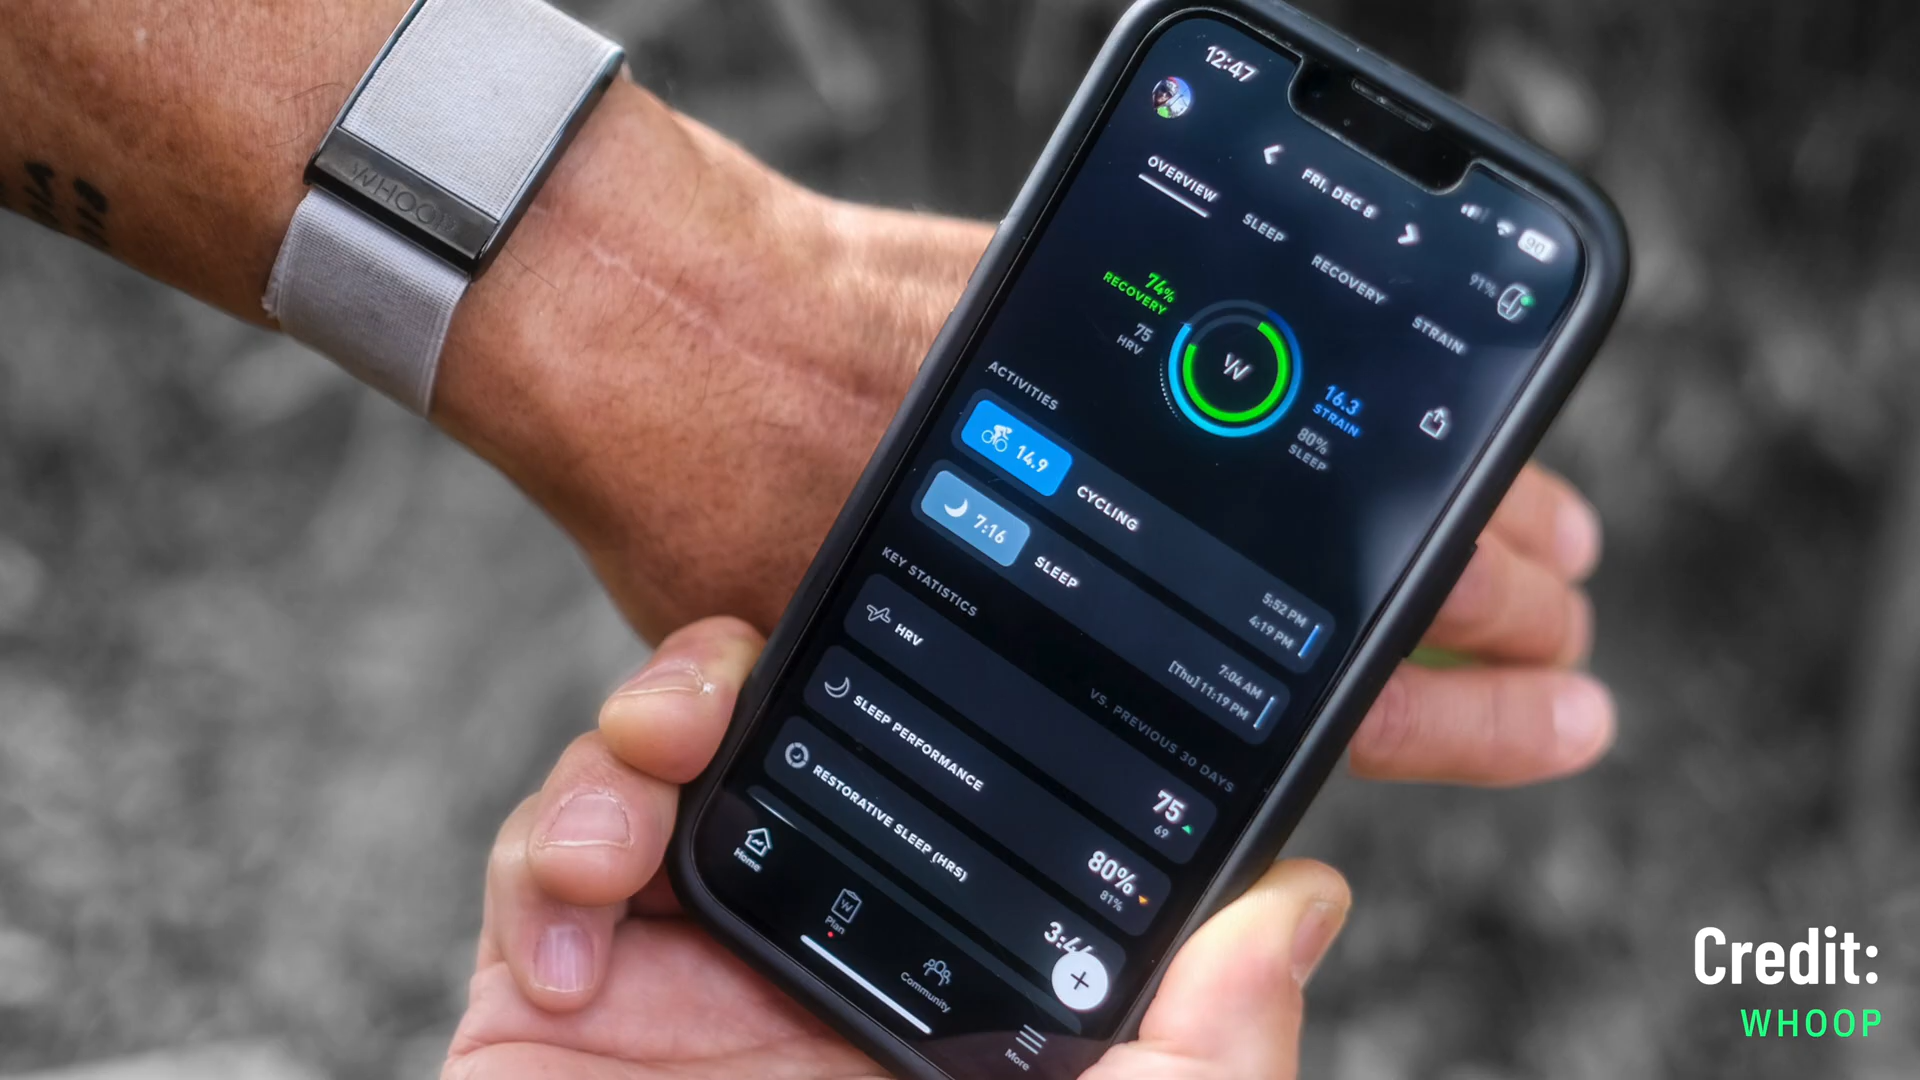 WHOOP
12:47
FRI, DEC 8
90
91%
OVERVIEW
SLEEP
RECOVERY
STRAIN
74%
RECOVERY
75
HRV
W
16.3
STRAIN
80%
SLEEP
ACTIVITIES
14.9
CYCLING
5:52 PM
4:19 PM
7:16
SLEEP
7:04 AM
[Thu] 11:19 PM
KEY STATISTICS
VS. PREVIOUS 30 DAYS
HRV
75
69
SLEEP PERFORMANCE
80%
81%
RESTORATIVE SLEEP (HRS)
Home
Plan
Community
More
Credit:
WHOOP